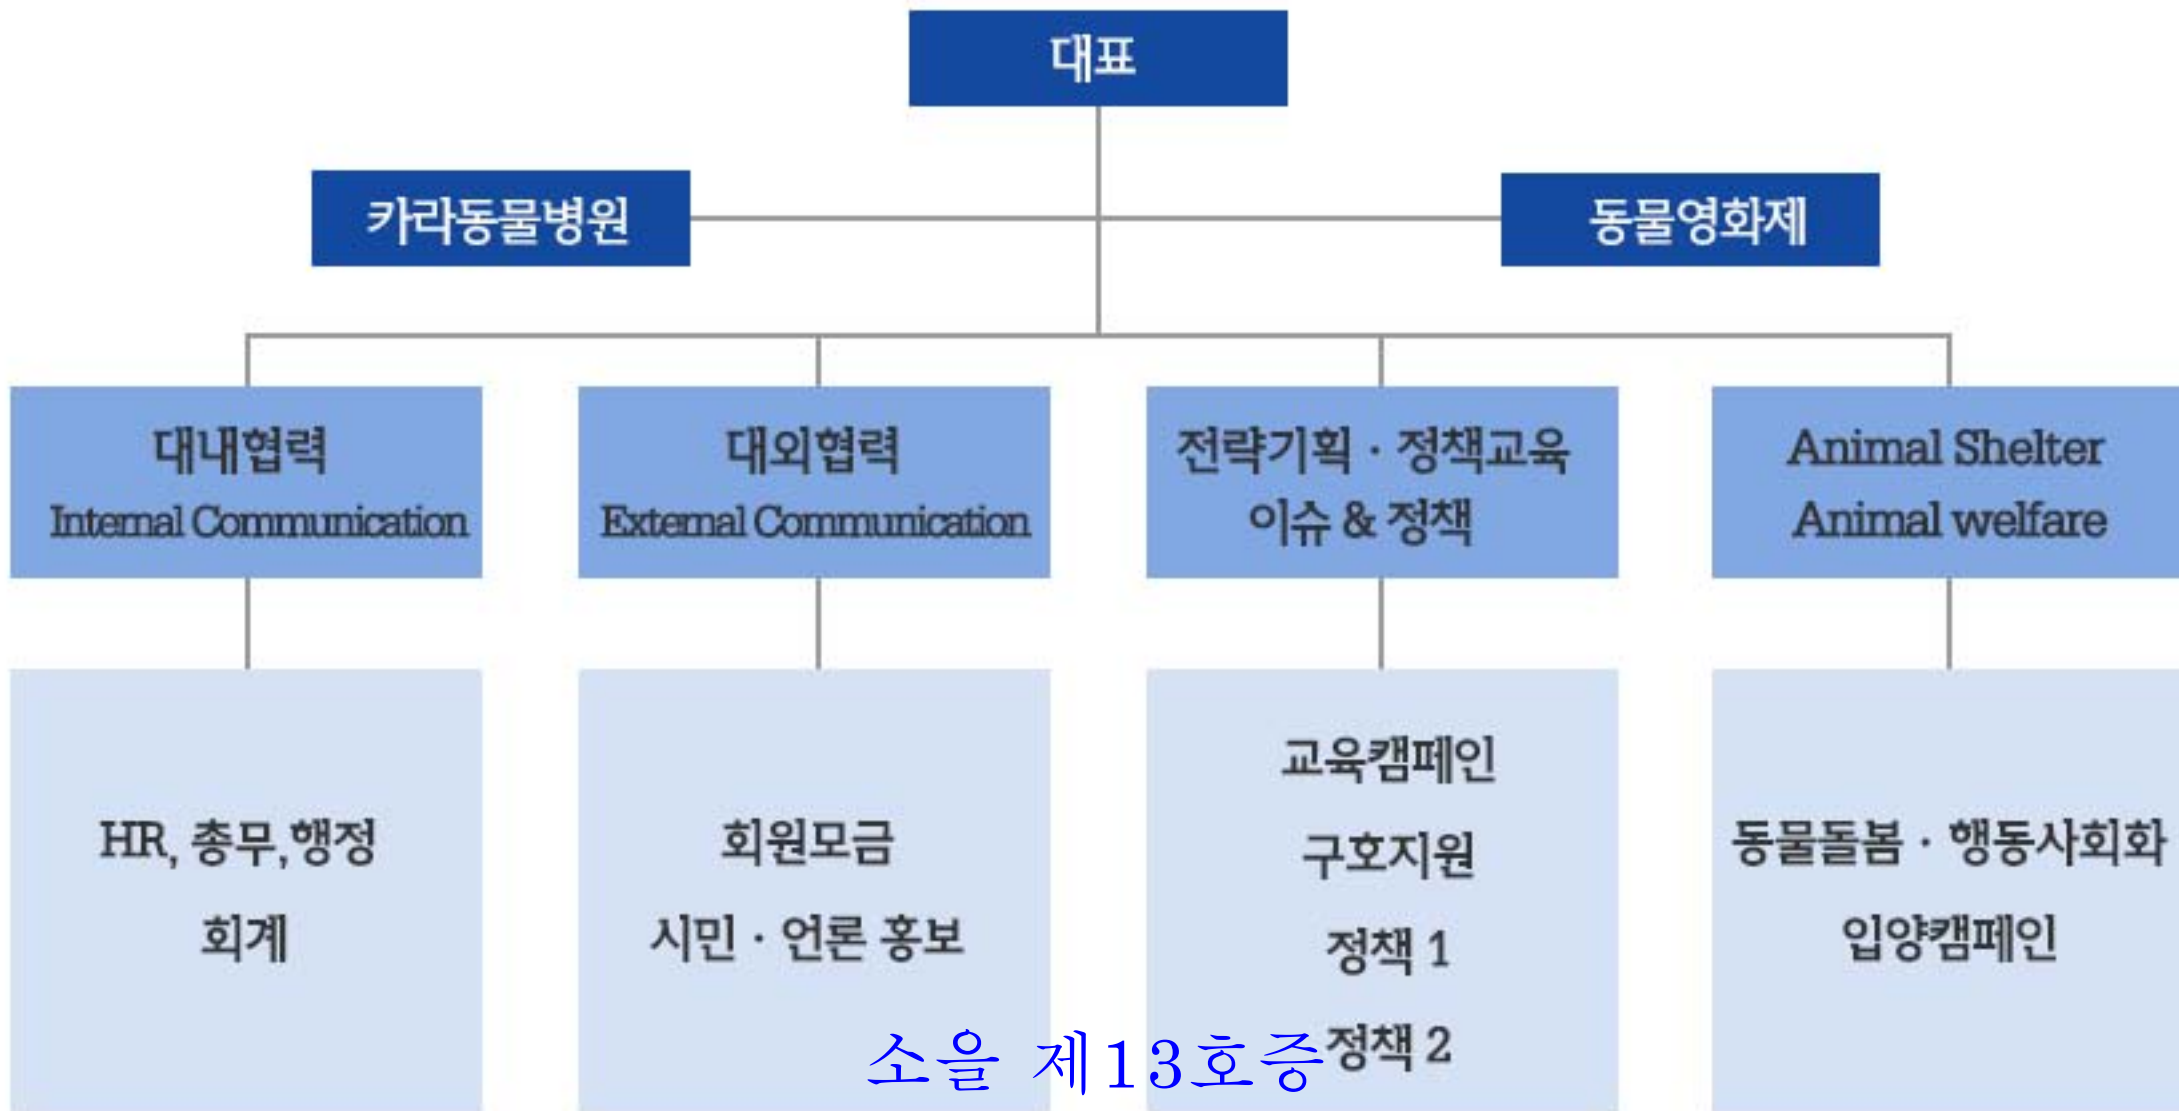 대표
카라동물병원
동물영화제
대내협력
Internal Communication
대외협력
External Communication
전략기획 · 정책교육
이슈 & 정책
Animal Shelter
Animal welfare
HR, 총무,행정
회계
회원모금
시민 · 언론 홍보
교육캠페인
구호지원
정책 1
정책 2
동물돌봄 · 행동사회화
입양캠페인
소을 제13호증